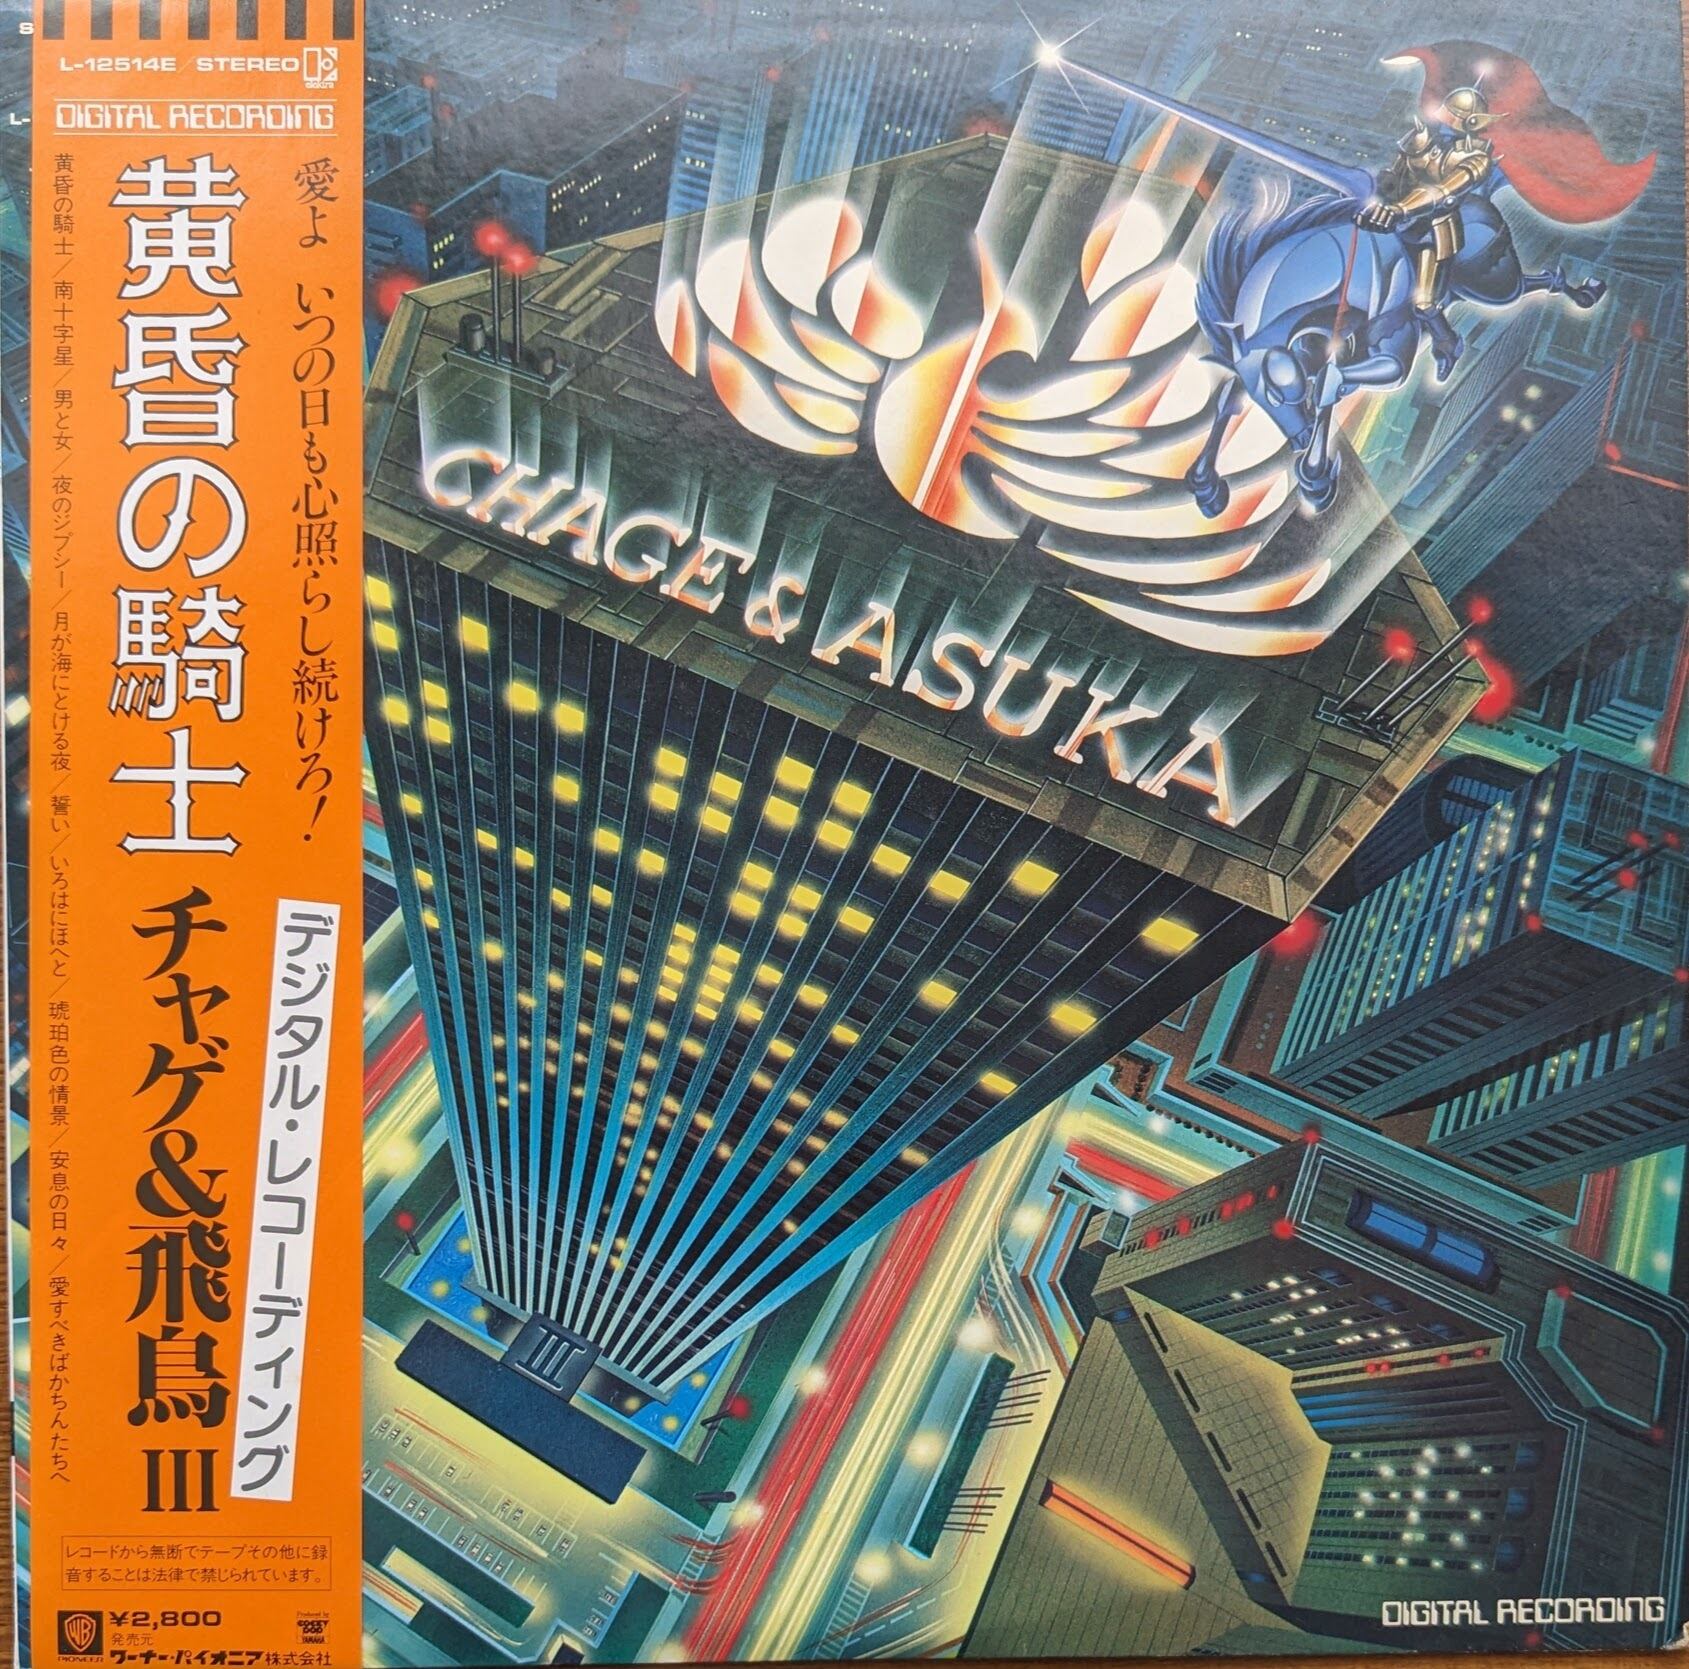 L-12514E/STEREO
elektra
DIGITAL RECORDING
愛よ いつの日も心照らし続けろ!
黄昏の騎士
チャゲ&飛鳥 III
デジタル・レコーディング
黄昏の騎士/南十字星/男と女/夜のジプシー/月が海にとける夜/誓い/いろはにほへと/琥珀色の情景/安息の日々/愛すべきばかちんたちへ
レコードから無断でテープその他に録
音することは法律で禁じられています。
WB
PIONEER
¥2,800
発売元
ワーナー・パイオニア株式会社
Produced by
YAMAHA
S
L-
CHAGE & ASUKA
III
DIGITAL RECORDING